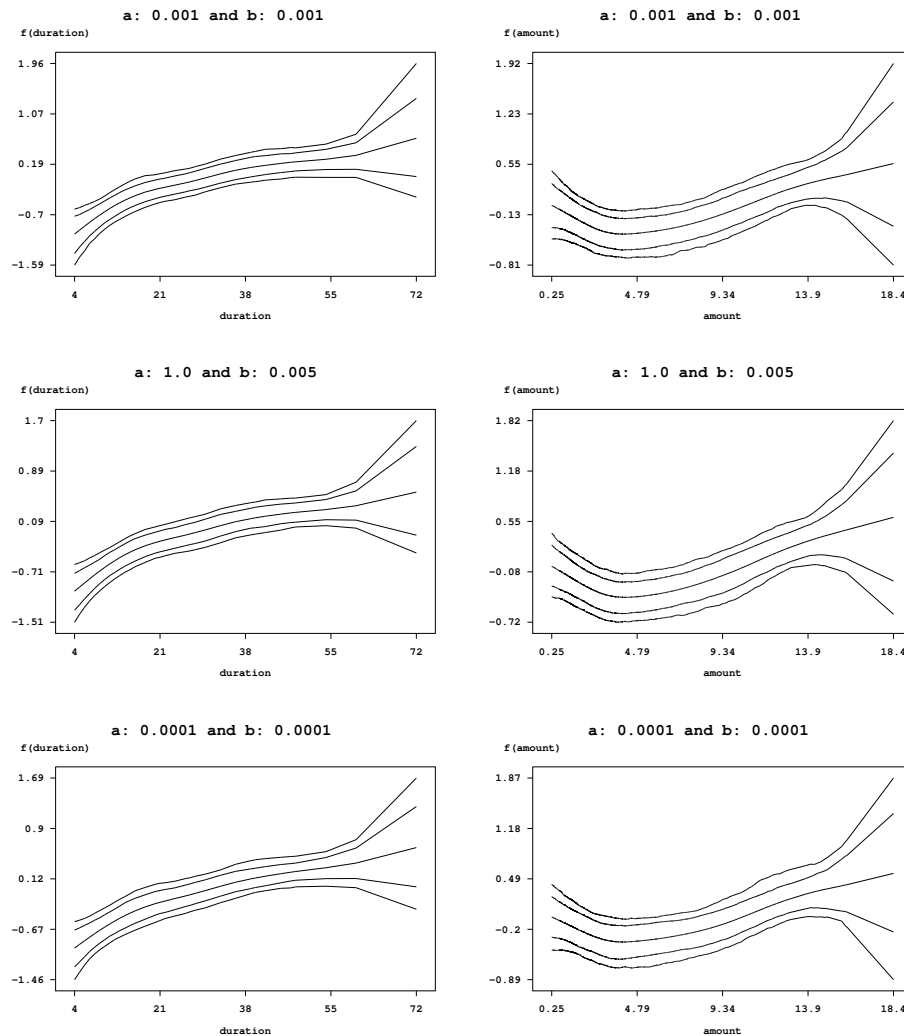 a: 0.001 and b: 0.001
f(duration)
1.96
1.07
0.19
−0.7
−1.59
4 21 38 55 72
duration
a: 0.001 and b: 0.001
f(amount)
1.92
1.23
0.55
−0.13
−0.81
0.25 4.79 9.34 13.9 18.4
amount
a: 1.0 and b: 0.005
f(duration)
1.7
0.89
0.09
−0.71
−1.51
4 21 38 55 72
duration
a: 1.0 and b: 0.005
f(amount)
1.82
1.18
0.55
−0.08
−0.72
0.25 4.79 9.34 13.9 18.4
amount
a: 0.0001 and b: 0.0001
f(duration)
1.69
0.9
0.12
−0.67
−1.46
4 21 38 55 72
duration
a: 0.0001 and b: 0.0001
f(amount)
1.87
1.18
0.49
−0.2
−0.89
0.25 4.79 9.34 13.9 18.4
amount